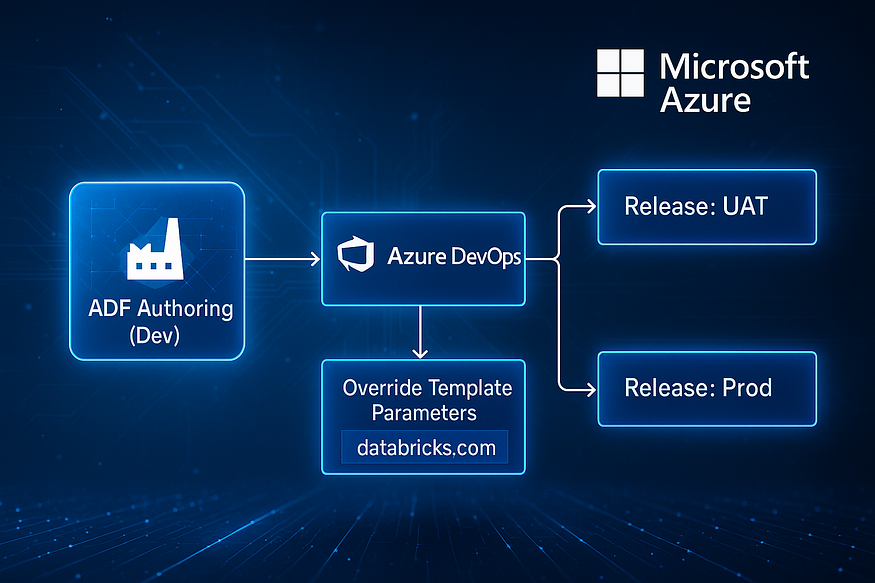 Microsoft
Azure
ADF Authoring
(Dev)
Azure DevOps
Override Template
Parameters
databricks.com
Release: UAT
Release: Prod